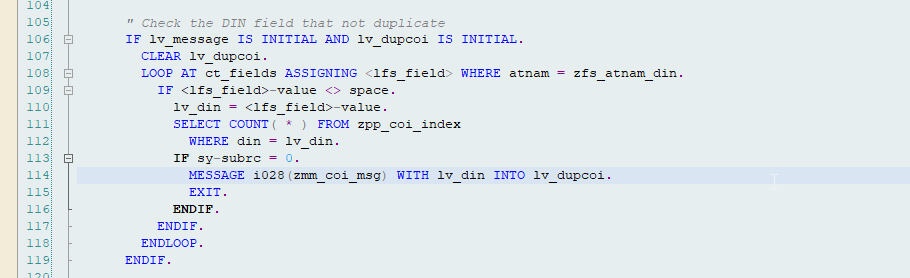 104
105 " Check the DIN field that not duplicate
106 IF lv_message IS INITIAL AND lv_dupcoi IS INITIAL.
107 CLEAR lv_dupcoi.
108 LOOP AT ct_fields ASSIGNING <lfs_field> WHERE atnam = zfs_atnam_din.
109 IF <lfs_field>-value <> space.
110 lv_din = <lfs_field>-value.
111 SELECT COUNT( * ) FROM zpp_coi_index
112 WHERE din = lv_din.
113 IF sy-subrc = 0.
114 MESSAGE i028(zmm_coi_msg) WITH lv_din INTO lv_dupcoi.
115 EXIT.
116 ENDIF.
117 ENDIF.
118 ENDLOOP.
119 ENDIF.
120